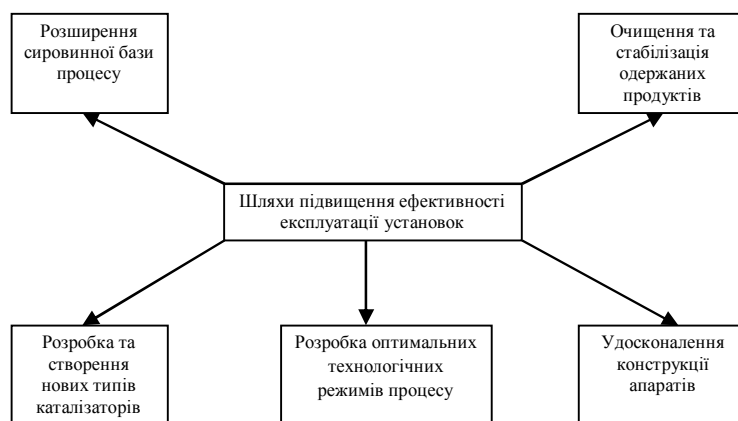 Розширення
сировинної бази
процесу
Очищення та
стабілізація
одержаних
продуктів
Шляхи підвищення ефективності
експлуатації установок
Розробка та
створення
нових типів
каталізаторів
Розробка оптимальних
технологічних
режимів процесу
Удосконалення
конструкції
апаратів